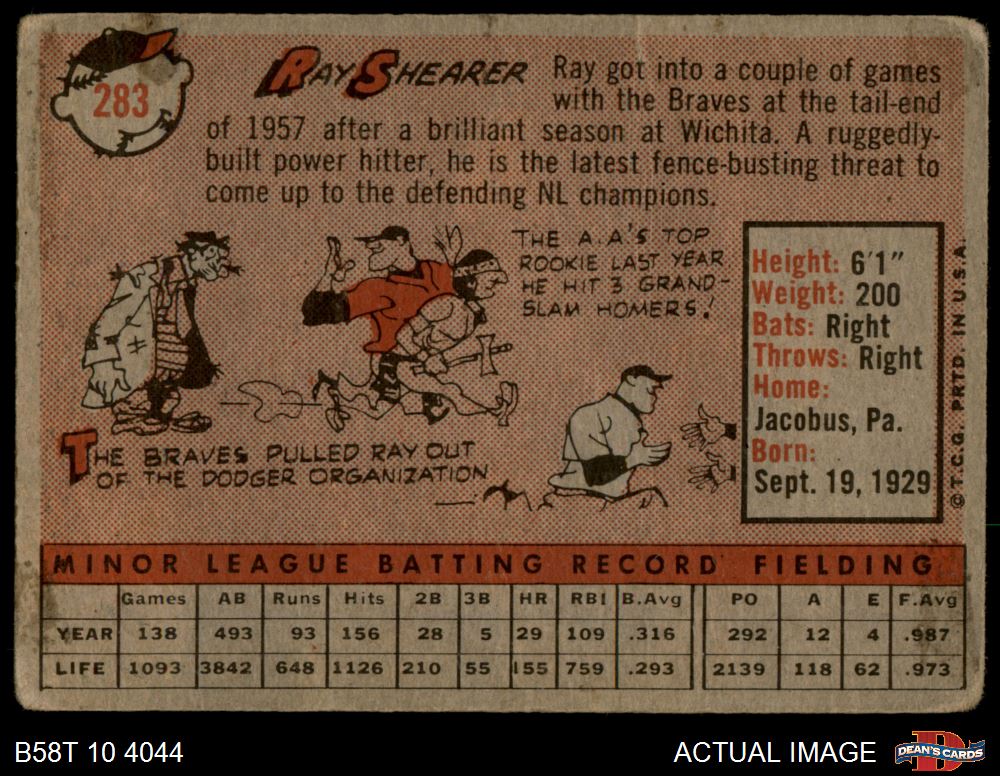 283
RAY SHEARER
Ray got into a couple of games
with the Braves at the tail-end
of 1957 after a brilliant season at Wichita. A ruggedly-
built power hitter, he is the latest fence-busting threat to
come up to the defending NL champions.
THE A.A'S TOP
ROOKIE LAST YEAR
HE HIT 3 GRAND-
SLAM HOMERS!
THE BRAVES PULLED RAY OUT
OF THE DODGER ORGANIZATION
Height: 6'1"
Weight: 200
Bats: Right
Throws: Right
Home:
Jacobus, Pa.
Born:
Sept. 19, 1929
©T.C.G. PRTD. IN U.S.A.
MINOR LEAGUE BATTING RECORD FIELDING
Games AB Runs Hits 2B 3B HR RBI B.Avg PO A E F.Avg
YEAR 138 493 93 156 28 5 29 109 .316 292 12 4 .987
LIFE 1093 3842 648 1126 210 55 155 759 .293 2139 118 62 .973
B58T 10 4044
ACTUAL IMAGE
DEAN'S CARDS